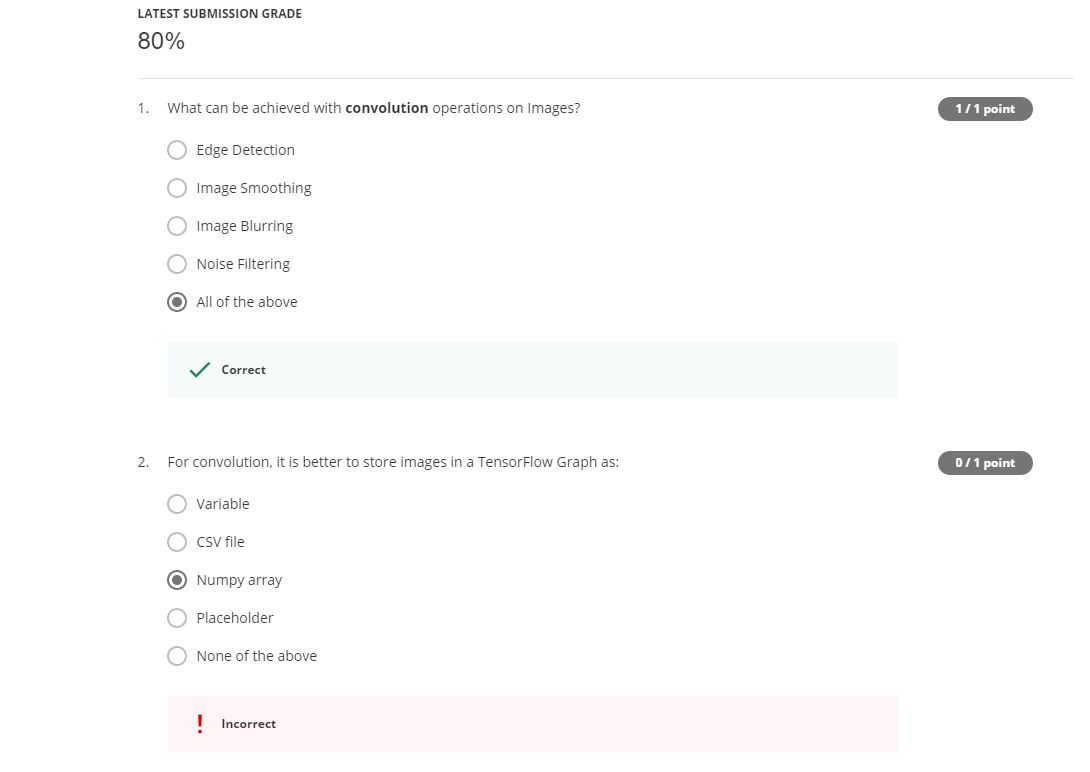 LATEST SUBMISSION GRADE
80%
1. What can be achieved with convolution operations on Images?
1 / 1 point
Edge Detection
Image Smoothing
Image Blurring
Noise Filtering
All of the above
Correct
2. For convolution, it is better to store images in a TensorFlow Graph as:
0 / 1 point
Variable
CSV file
Numpy array
Placeholder
None of the above
! Incorrect